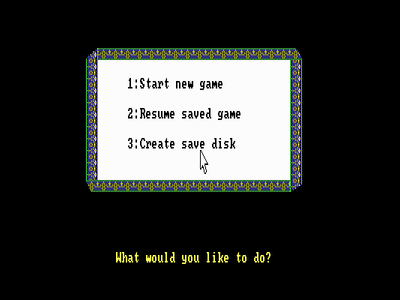 1:Start new game
2:Resume saved game
3:Create save disk
What would you like to do?